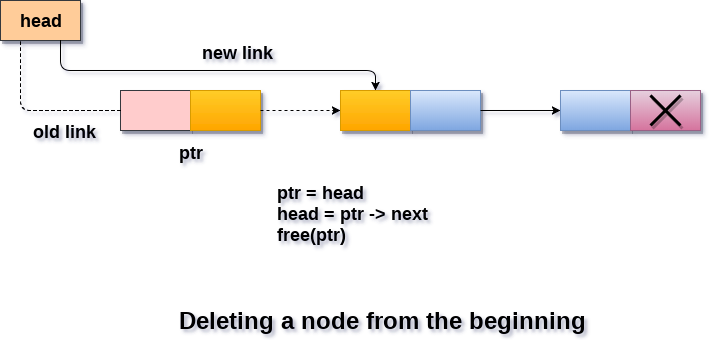 head
new link
old link
ptr
ptr = head
head = ptr -> next
free(ptr)
Deleting a node from the beginning